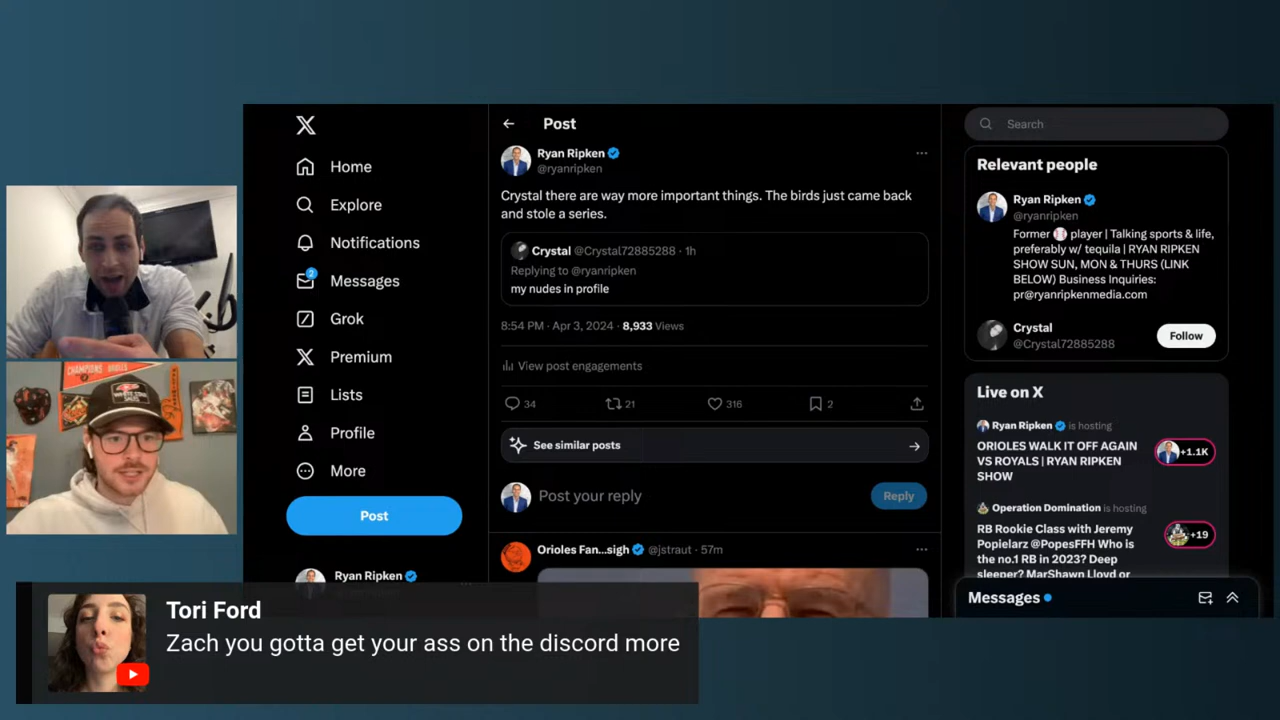 Home
Explore
Notifications
2
Messages
Grok
Premium
Lists
Profile
More
Post
Ryan Ripken
Post
Ryan Ripken
@ryanripken
Crystal there are way more important things. The birds just came back
and stole a series.
Crystal @Crystal72885288 · 1h
Replying to @ryanripken
my nudes in profile
8:54 PM · Apr 3, 2024 · 8,933 Views
View post engagements
34 21 316 2
See similar posts
Post your reply
Reply
Orioles Fan...sigh @jstraut · 57m
Search
Relevant people
Ryan Ripken
@ryanripken
Former player | Talking sports & life,
preferably w/ tequila | RYAN RIPKEN
SHOW SUN, MON & THURS (LINK
BELOW) Business Inquiries:
pr@ryanripkenmedia.com
Crystal
@Crystal72885288
Follow
Live on X
Ryan Ripken is hosting
ORIOLES WALK IT OFF AGAIN
VS ROYALS | RYAN RIPKEN
SHOW
+1.1K
Operation Domination is hosting
RB Rookie Class with Jeremy
Popielarz @PopesFFH Who is
the no.1 RB in 2023? Deep
sleeper? MarShawn Lloyd or
+19
Messages
Tori Ford
Zach you gotta get your ass on the discord more